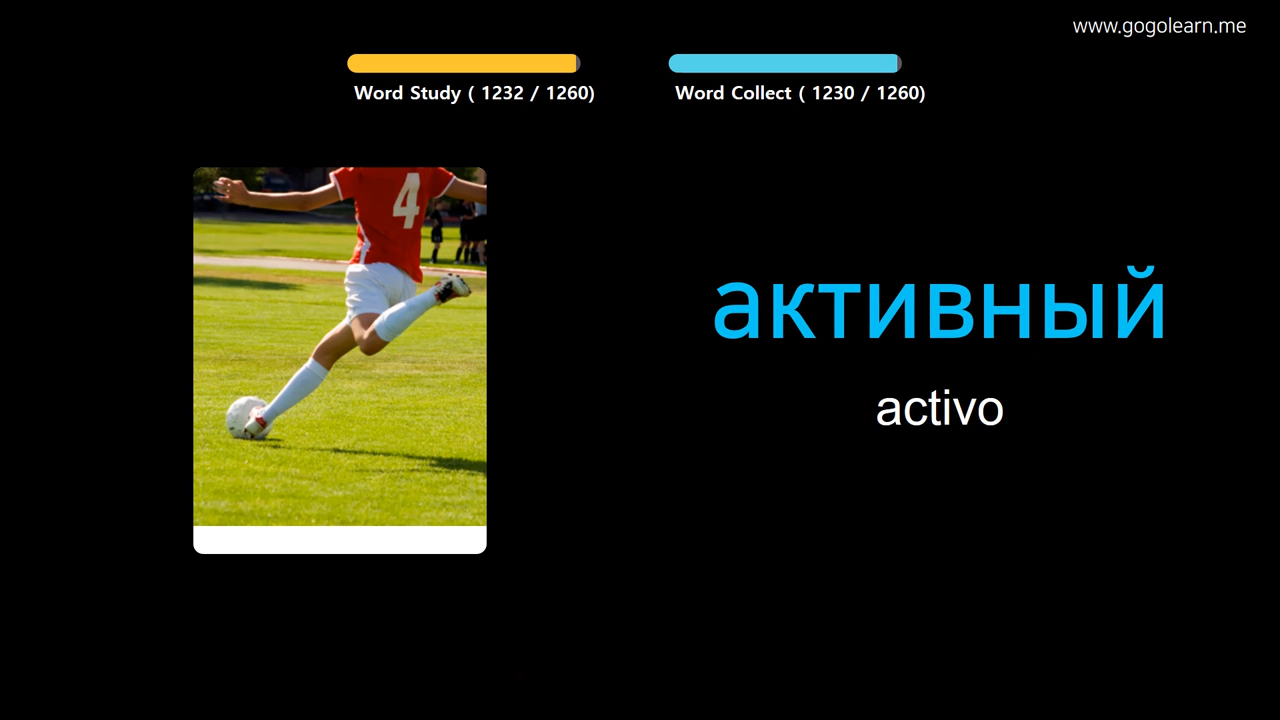 www.gogolearn.me
Word Study ( 1232 / 1260)
Word Collect ( 1230 / 1260)
4
активный
activo